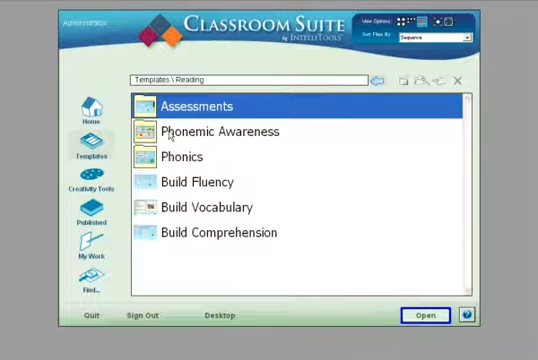 Administrator
CLASSROOM SUITE
by INTELLITOOLS
View Options:
Sort Files By:
Sequence
Templates \ Reading
Home
Templates
Creativity Tools
Published
My Work
Find...
Assessments
Phonemic Awareness
Phonics
Build Fluency
Build Vocabulary
Build Comprehension
Quit
Sign Out
Desktop
Open
?